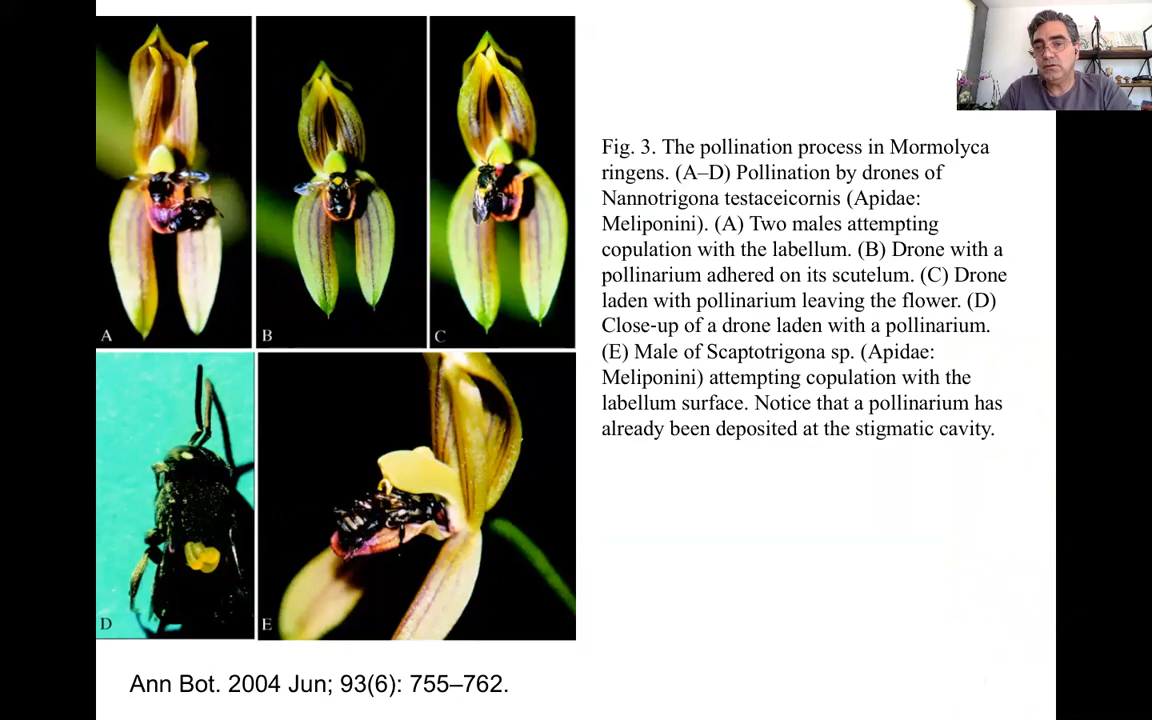 A
B
C
D
E
Fig. 3. The pollination process in Mormolyca
ringens. (A–D) Pollination by drones of
Nannotrigona testaceicornis (Apidae:
Meliponini). (A) Two males attempting
copulation with the labellum. (B) Drone with a
pollinarium adhered on its scutelum. (C) Drone
laden with pollinarium leaving the flower. (D)
Close-up of a drone laden with a pollinarium.
(E) Male of Scaptotrigona sp. (Apidae:
Meliponini) attempting copulation with the
labellum surface. Notice that a pollinarium has
already been deposited at the stigmatic cavity.
Ann Bot. 2004 Jun; 93(6): 755–762.